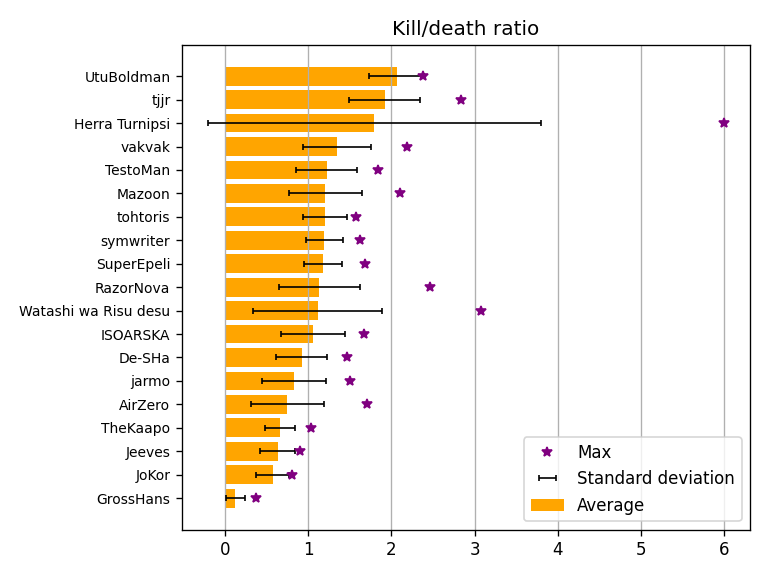 Kill/death ratio
UtuBoldman
tjjr
Herra Turnipsi
vakvak
TestoMan
Mazoon
tohtoris
symwriter
SuperEpeli
RazorNova
Watashi wa Risu desu
ISOARSKA
De-SHa
jarmo
AirZero
TheKaapo
Jeeves
JoKor
GrossHans
Max
Standard deviation
Average
0 1 2 3 4 5 6